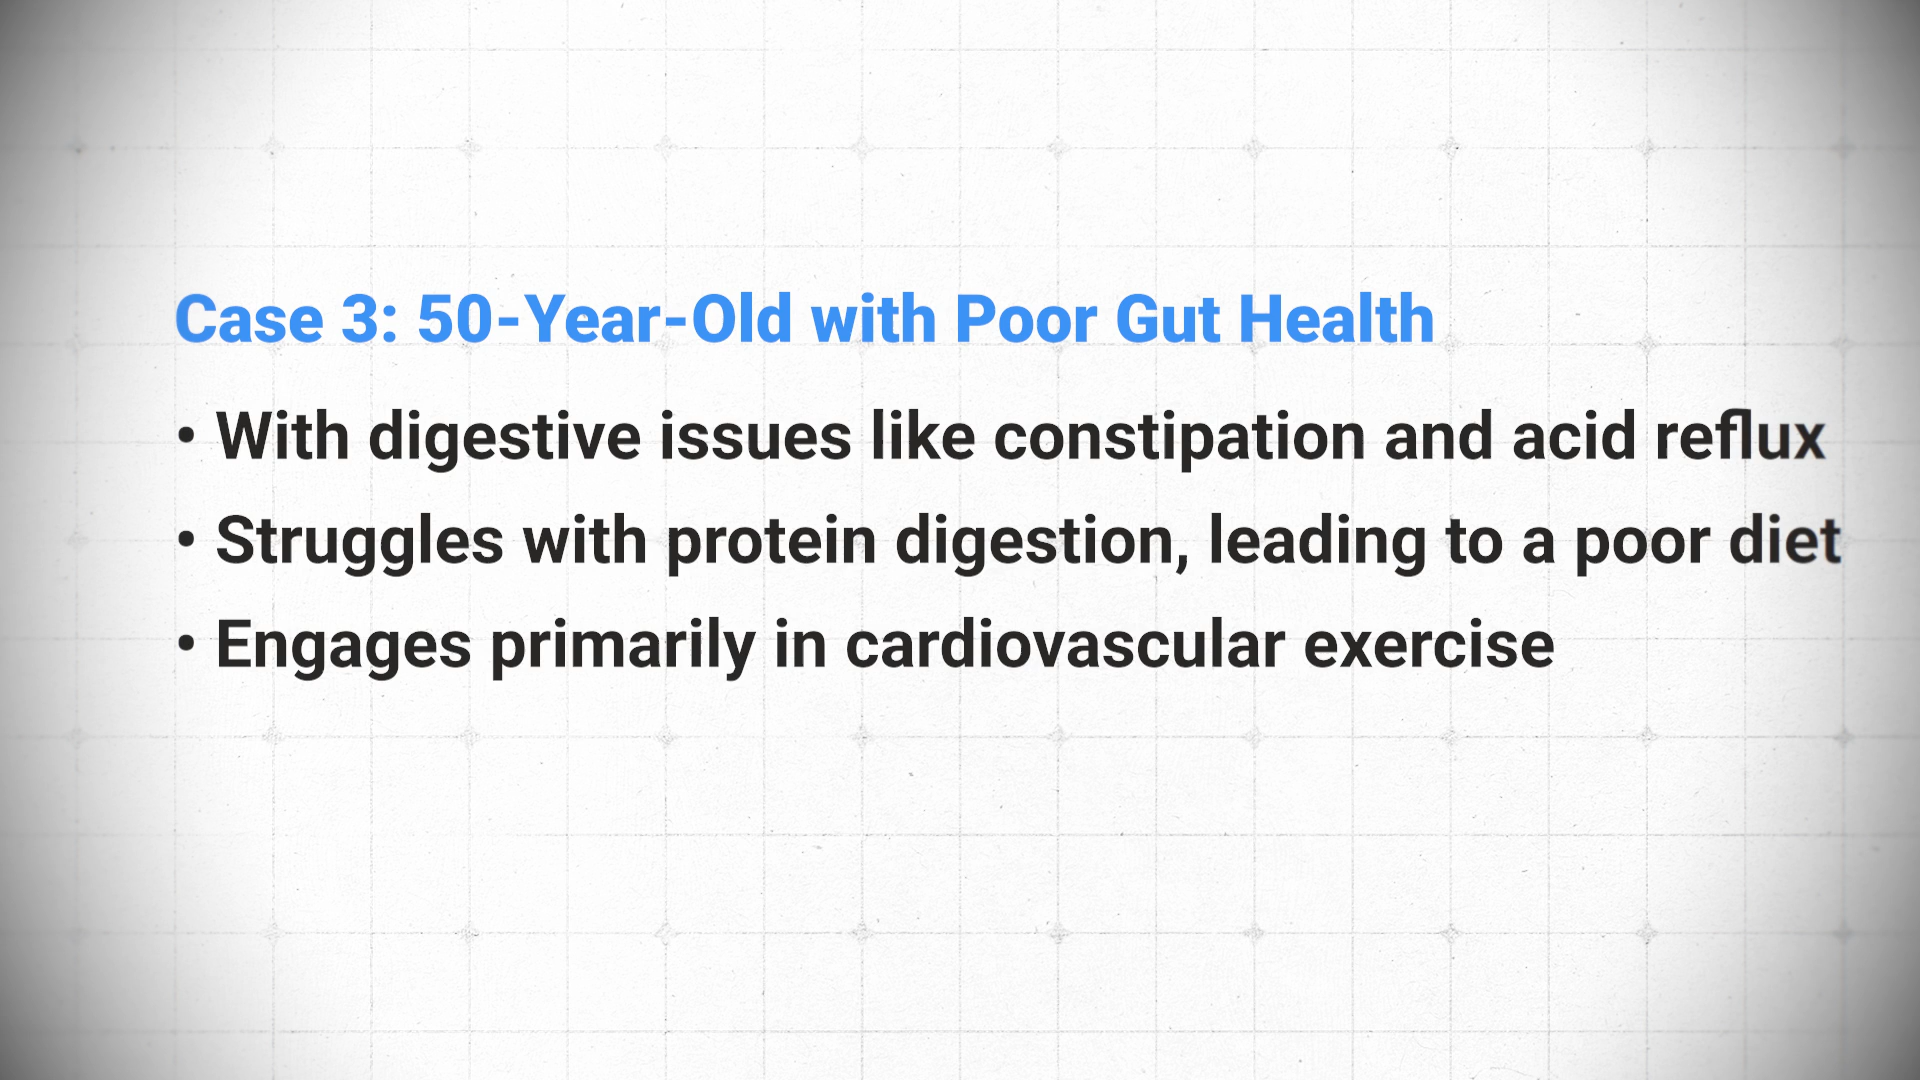 Case 3: 50-Year-Old with Poor Gut Health
• With digestive issues like constipation and acid reflux
• Struggles with protein digestion, leading to a poor diet
• Engages primarily in cardiovascular exercise